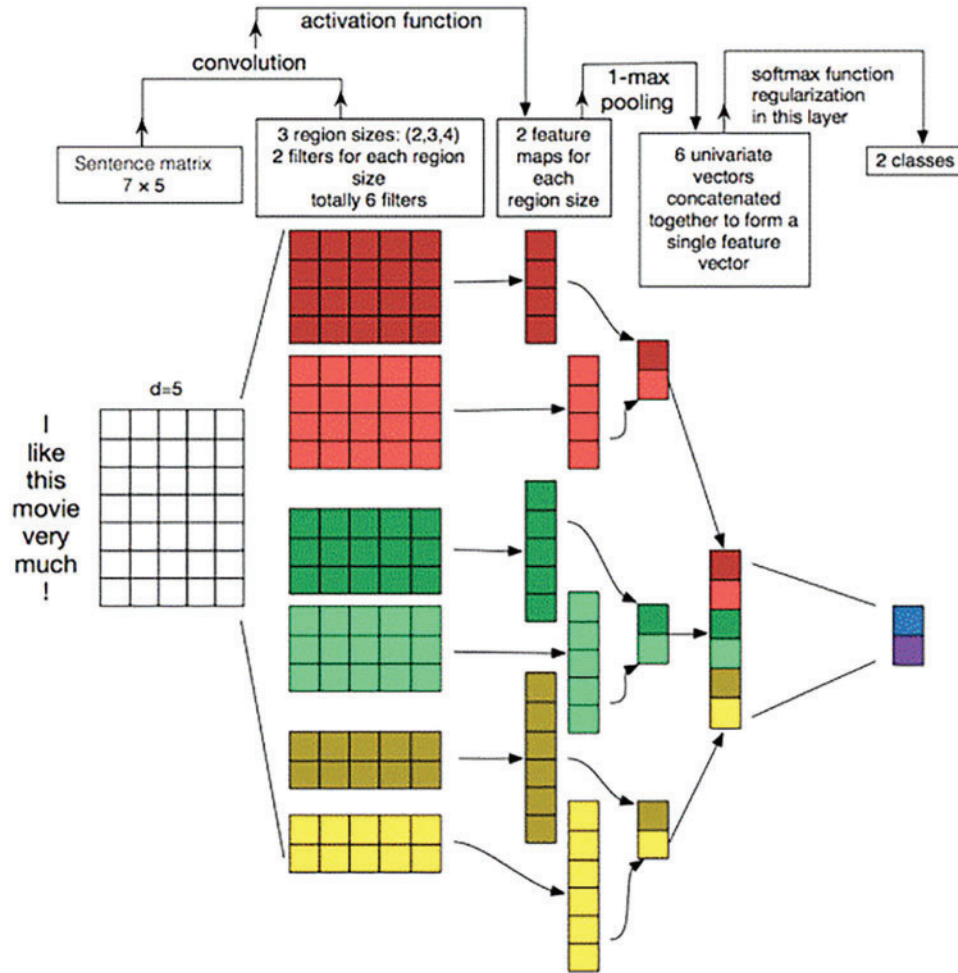 activation function
convolution
1-max
pooling
softmax function
regularization
in this layer
Sentence matrix
7 × 5
3 region sizes: (2,3,4)
2 filters for each region
size
totally 6 filters
2 feature
maps for
each
region size
6 univariate
vectors
concatenated
together to form a
single feature
vector
2 classes
d=5
I
like
this
movie
very
much
!